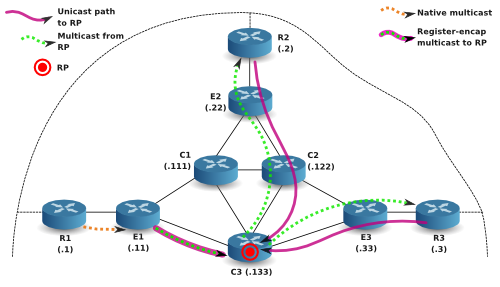 Unicast path
to RP
Multicast from
RP
RP
Native multicast
Register-encap
multicast to RP
R2
(.2)
E2
(.22)
C1
(.111)
C2
(.122)
R1
(.1)
E1
(.11)
C3 (.133)
E3
(.33)
R3
(.3)